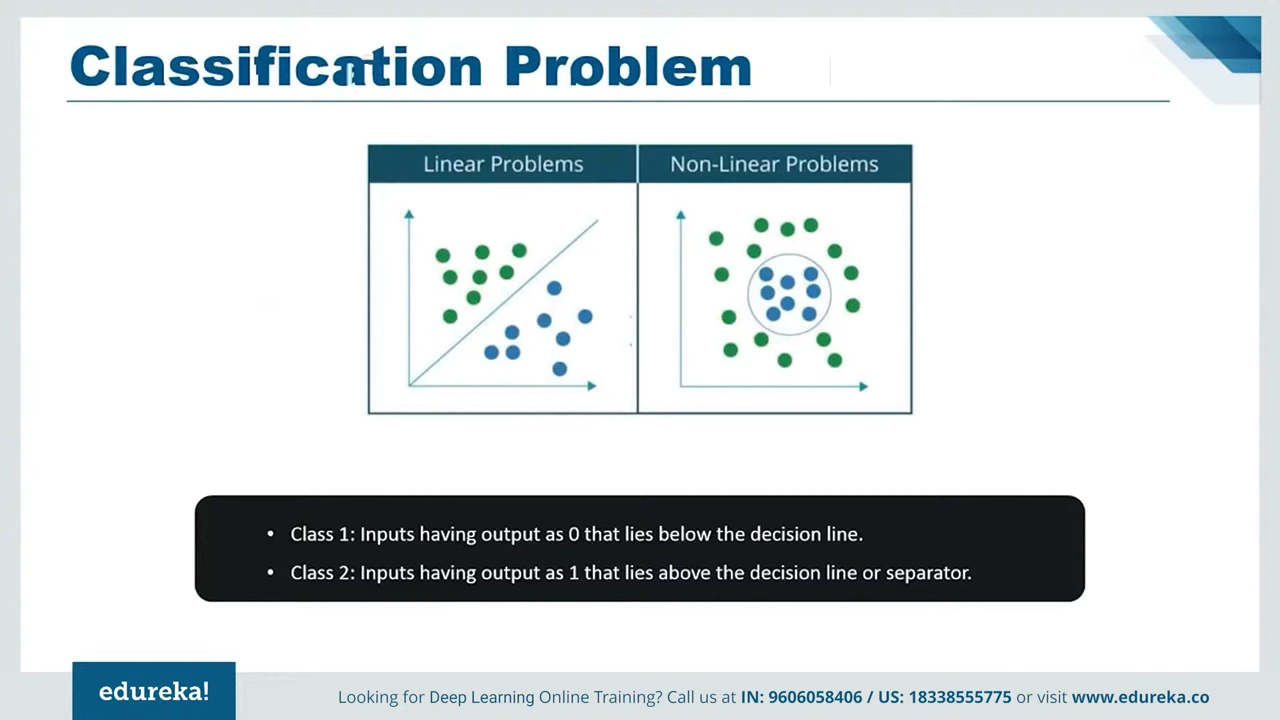 Classification Problem
Linear Problems
Non-Linear Problems
• Class 1: Inputs having output as 0 that lies below the decision line.
• Class 2: Inputs having output as 1 that lies above the decision line or separator.
edureka!
Looking for Deep Learning Online Training? Call us at IN: 9606058406 / US: 18338555775 or visit www.edureka.co